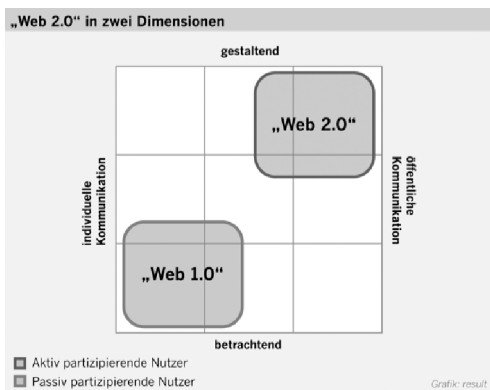 „Web 2.0“ in zwei Dimensionen
gestaltend
„Web 2.0“
individuelle
Kommunikation
öffentliche
Kommunikation
„Web 1.0“
betrachtend
Aktiv partizipierende Nutzer
Passiv partizipierende Nutzer
Grafik: result